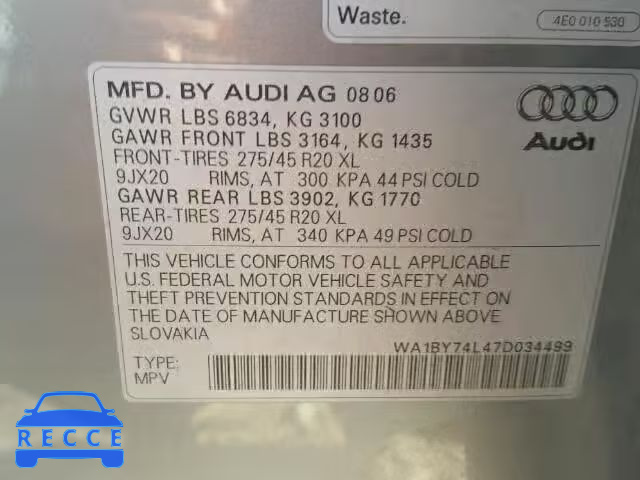 Waste.
4E0 010 530
MFD. BY AUDI AG 08 06
GVWR LBS 6834, KG 3100
GAWR FRONT LBS 3164, KG 1435
FRONT-TIRES 275/45 R20 XL
9JX20 RIMS, AT 300 KPA 44 PSI COLD
GAWR REAR LBS 3902, KG 1770
REAR-TIRES 275/45 R20 XL
9JX20 RIMS, AT 340 KPA 49 PSI COLD
Audi
THIS VEHICLE CONFORMS TO ALL APPLICABLE
U.S. FEDERAL MOTOR VEHICLE SAFETY AND
THEFT PREVENTION STANDARDS IN EFFECT ON
THE DATE OF MANUFACTURE SHOWN ABOVE
SLOVAKIA
WA1BY74L47D034499
TYPE:
MPV
RECCE